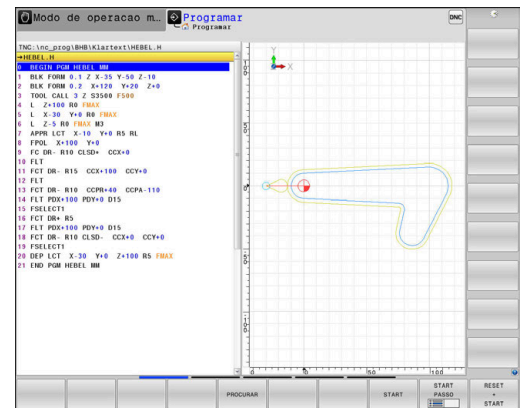 Modo de operacao m...
Programar
Programar
DNC
TNC:\nc_prog\BHB\Klartext\HEBEL.H
→HEBEL.H
0 BEGIN PGM HEBEL MM
1 BLK FORM 0.1 Z X-35 Y-50 Z-10
2 BLK FORM 0.2 X+120 Y+20 Z+0
3 TOOL CALL 3 Z S3500 F500
4 L Z+100 R0 FMAX
5 L X-30 Y+0 R0 FMAX
6 L Z-5 R0 FMAX M3
7 APPR LCT X-10 Y+0 R5 RL
8 FPOL X+100 Y+0
9 FC DR- R10 CLSD+ CCX+0
10 FLT
11 FCT DR- R15 CCX+100 CCY+0
12 FLT
13 FCT DR- R10 CCPR+40 CCPA-110
14 FLT PDX+100 PDY+0 D15
15 FSELECT1
16 FCT DR+ R5
17 FLT PDX+100 PDY+0 D15
18 FCT DR- R10 CLSD- CCX+0 CCY+0
19 FSELECT1
20 DEP LCT X-30 Y+0 Z+100 R5 FMAX
21 END PGM HEBEL MM
Y
X
0
50
100
PROCURAR
START
START PASSO
RESET + START